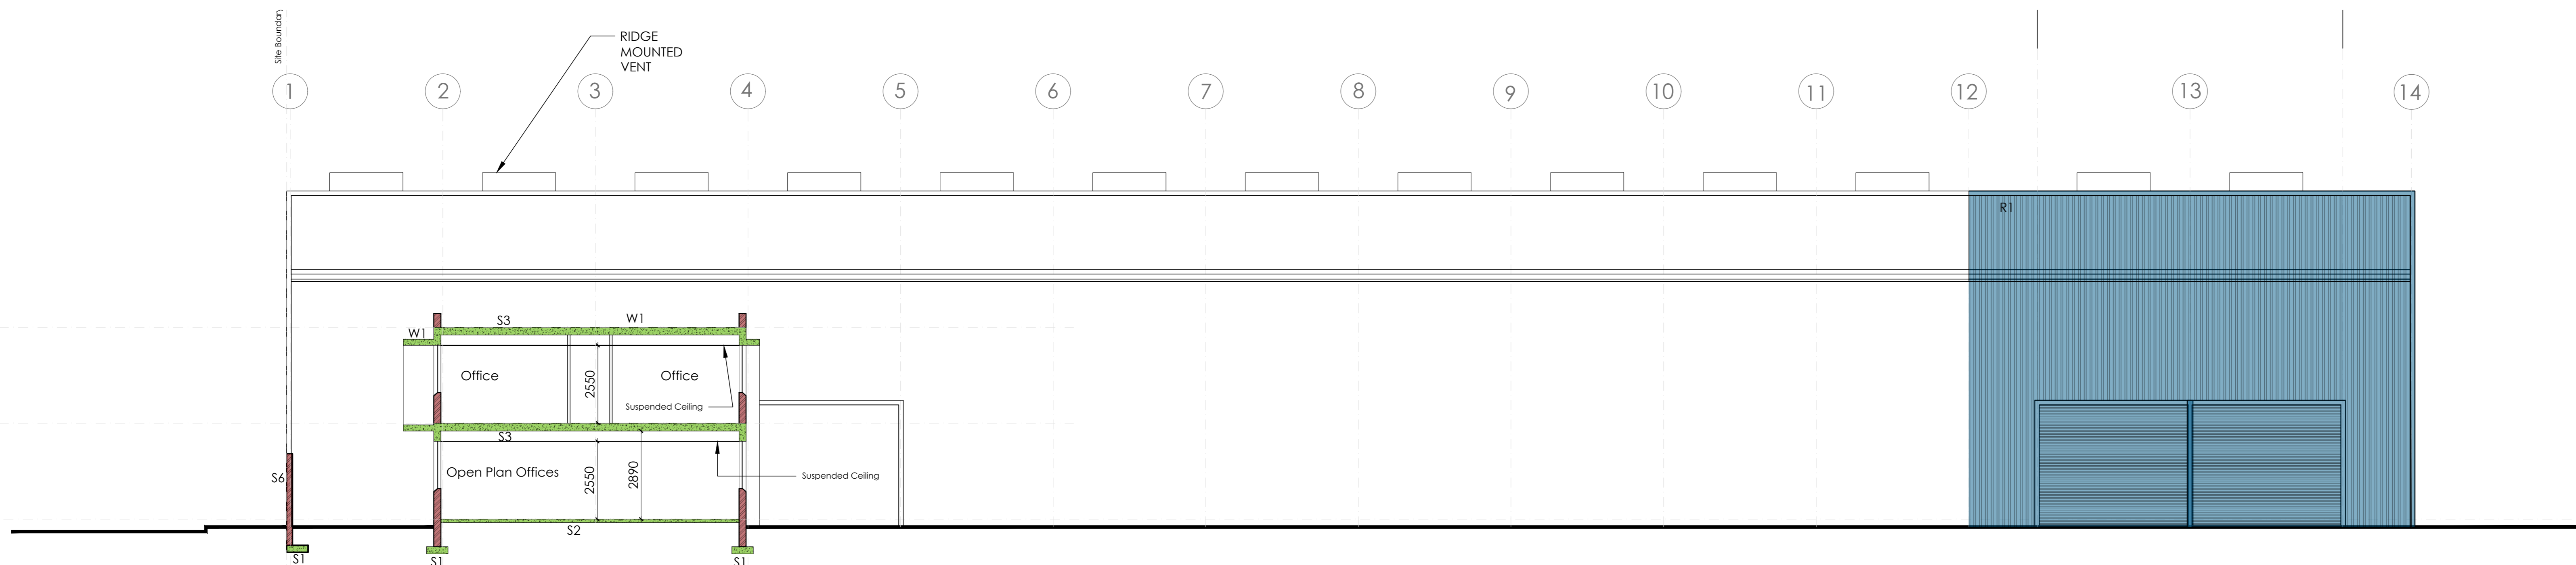 Site Boundary
RIDGE
MOUNTED
VENT
1
2
3
4
5
6
7
8
9
10
11
12
13
14
R1
S3
W1
W1
Office
2550
Office
Suspended Ceiling
S3
Open Plan Offices
2550
2890
Suspended Ceiling
S6
S2
S1
S1
S1